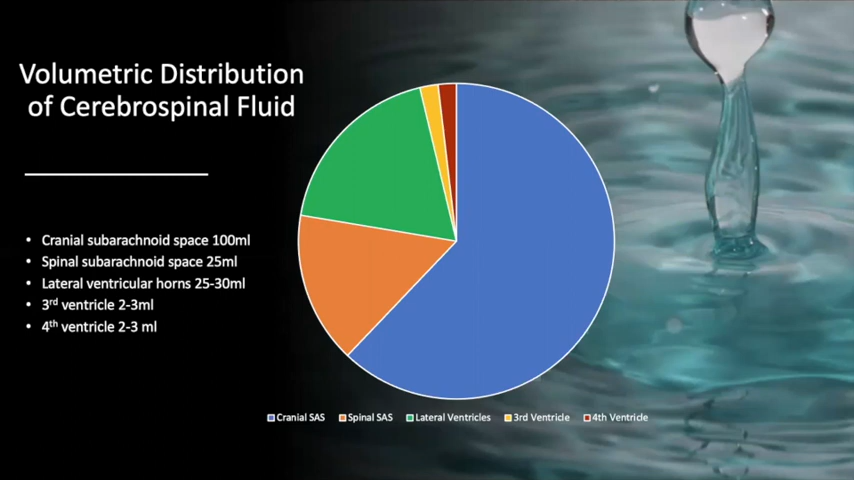 Volumetric Distribution
of Cerebrospinal Fluid
• Cranial subarachnoid space 100ml
• Spinal subarachnoid space 25ml
• Lateral ventricular horns 25-30ml
• 3rd ventricle 2-3ml
• 4th ventricle 2-3 ml
Cranial SAS Spinal SAS Lateral Ventricles 3rd Ventricle 4th Ventricle